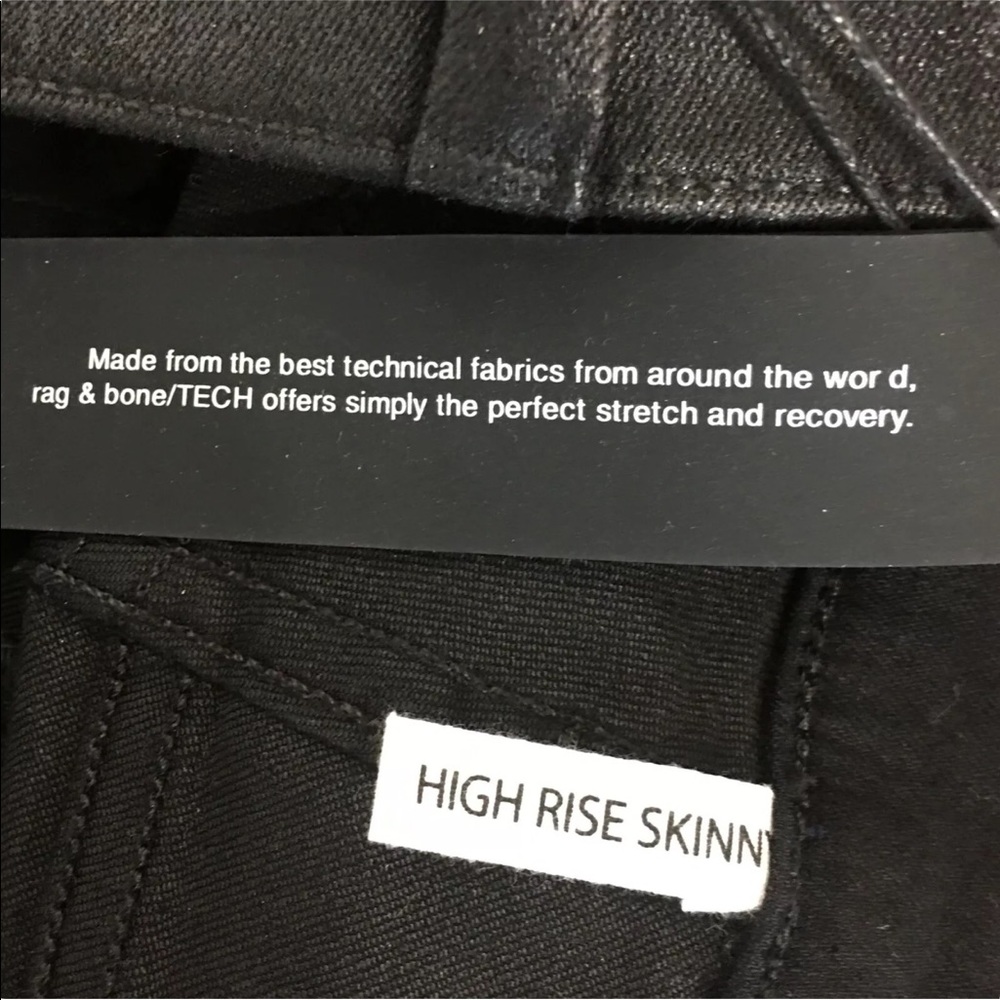 Made from the best technical fabrics from around the wor d,
rag & bone/TECH offers simply the perfect stretch and recovery.
HIGH RISE SKINNY